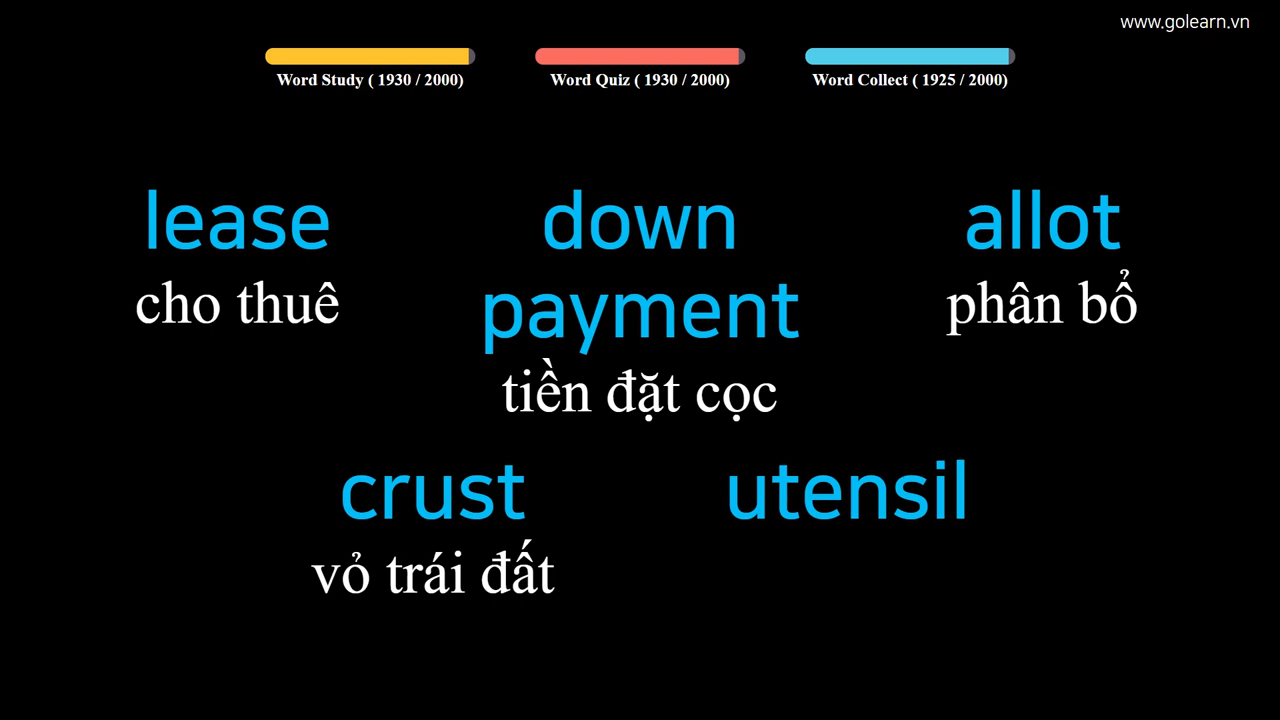 www.golearn.vn
Word Study ( 1930 / 2000)
Word Quiz ( 1930 / 2000)
Word Collect ( 1925 / 2000)
lease
cho thuê
down
payment
tiền đặt cọc
allot
phân bổ
crust
vỏ trái đất
utensil